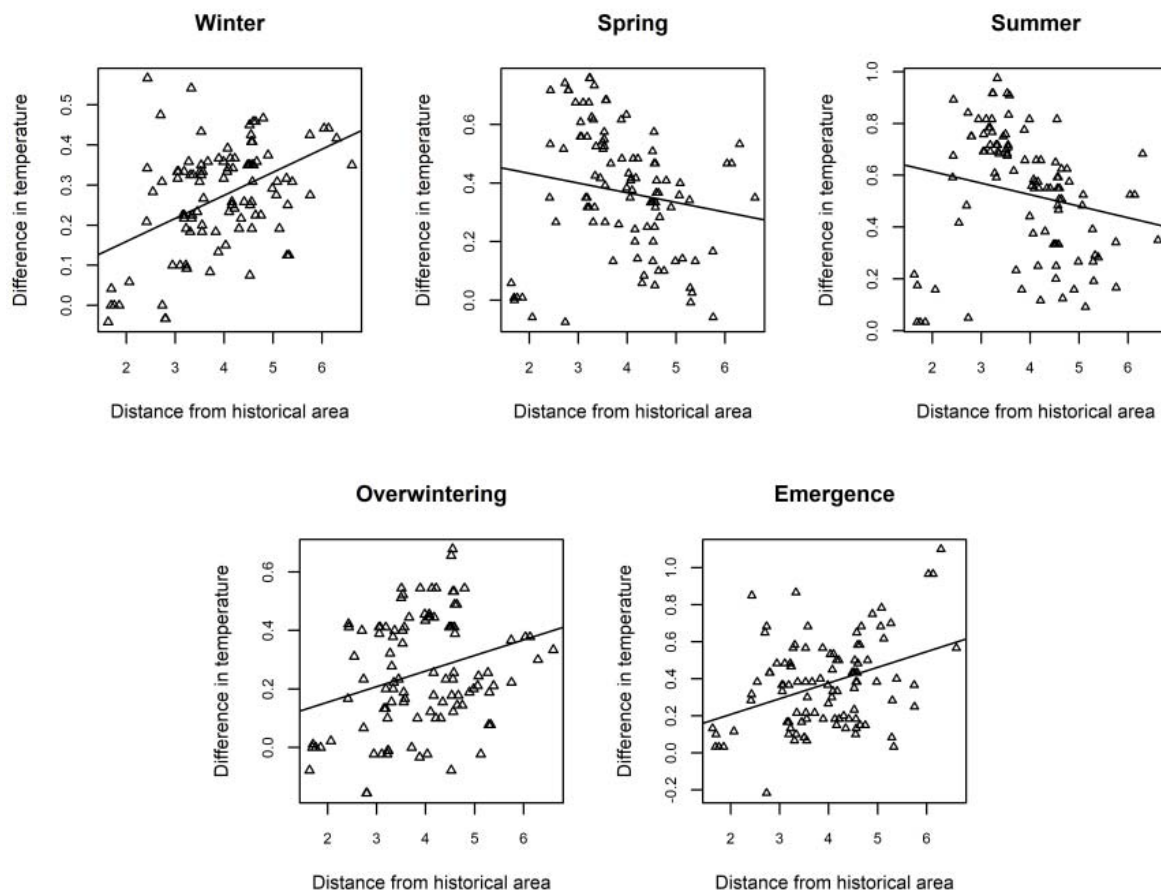 Winter
Difference in temperature
0.0 0.1 0.2 0.3 0.4 0.5
2 3 4 5 6
Distance from historical area
Spring
Difference in temperature
0.0 0.2 0.4 0.6
2 3 4 5 6
Distance from historical area
Summer
Difference in temperature
0.0 0.2 0.4 0.6 0.8 1.0
2 3 4 5 6
Distance from historical area
Overwintering
Difference in temperature
0.0 0.2 0.4 0.6
2 3 4 5 6
Distance from historical area
Emergence
Difference in temperature
-0.2 0.0 0.2 0.4 0.6 0.8 1.0
2 3 4 5 6
Distance from historical area